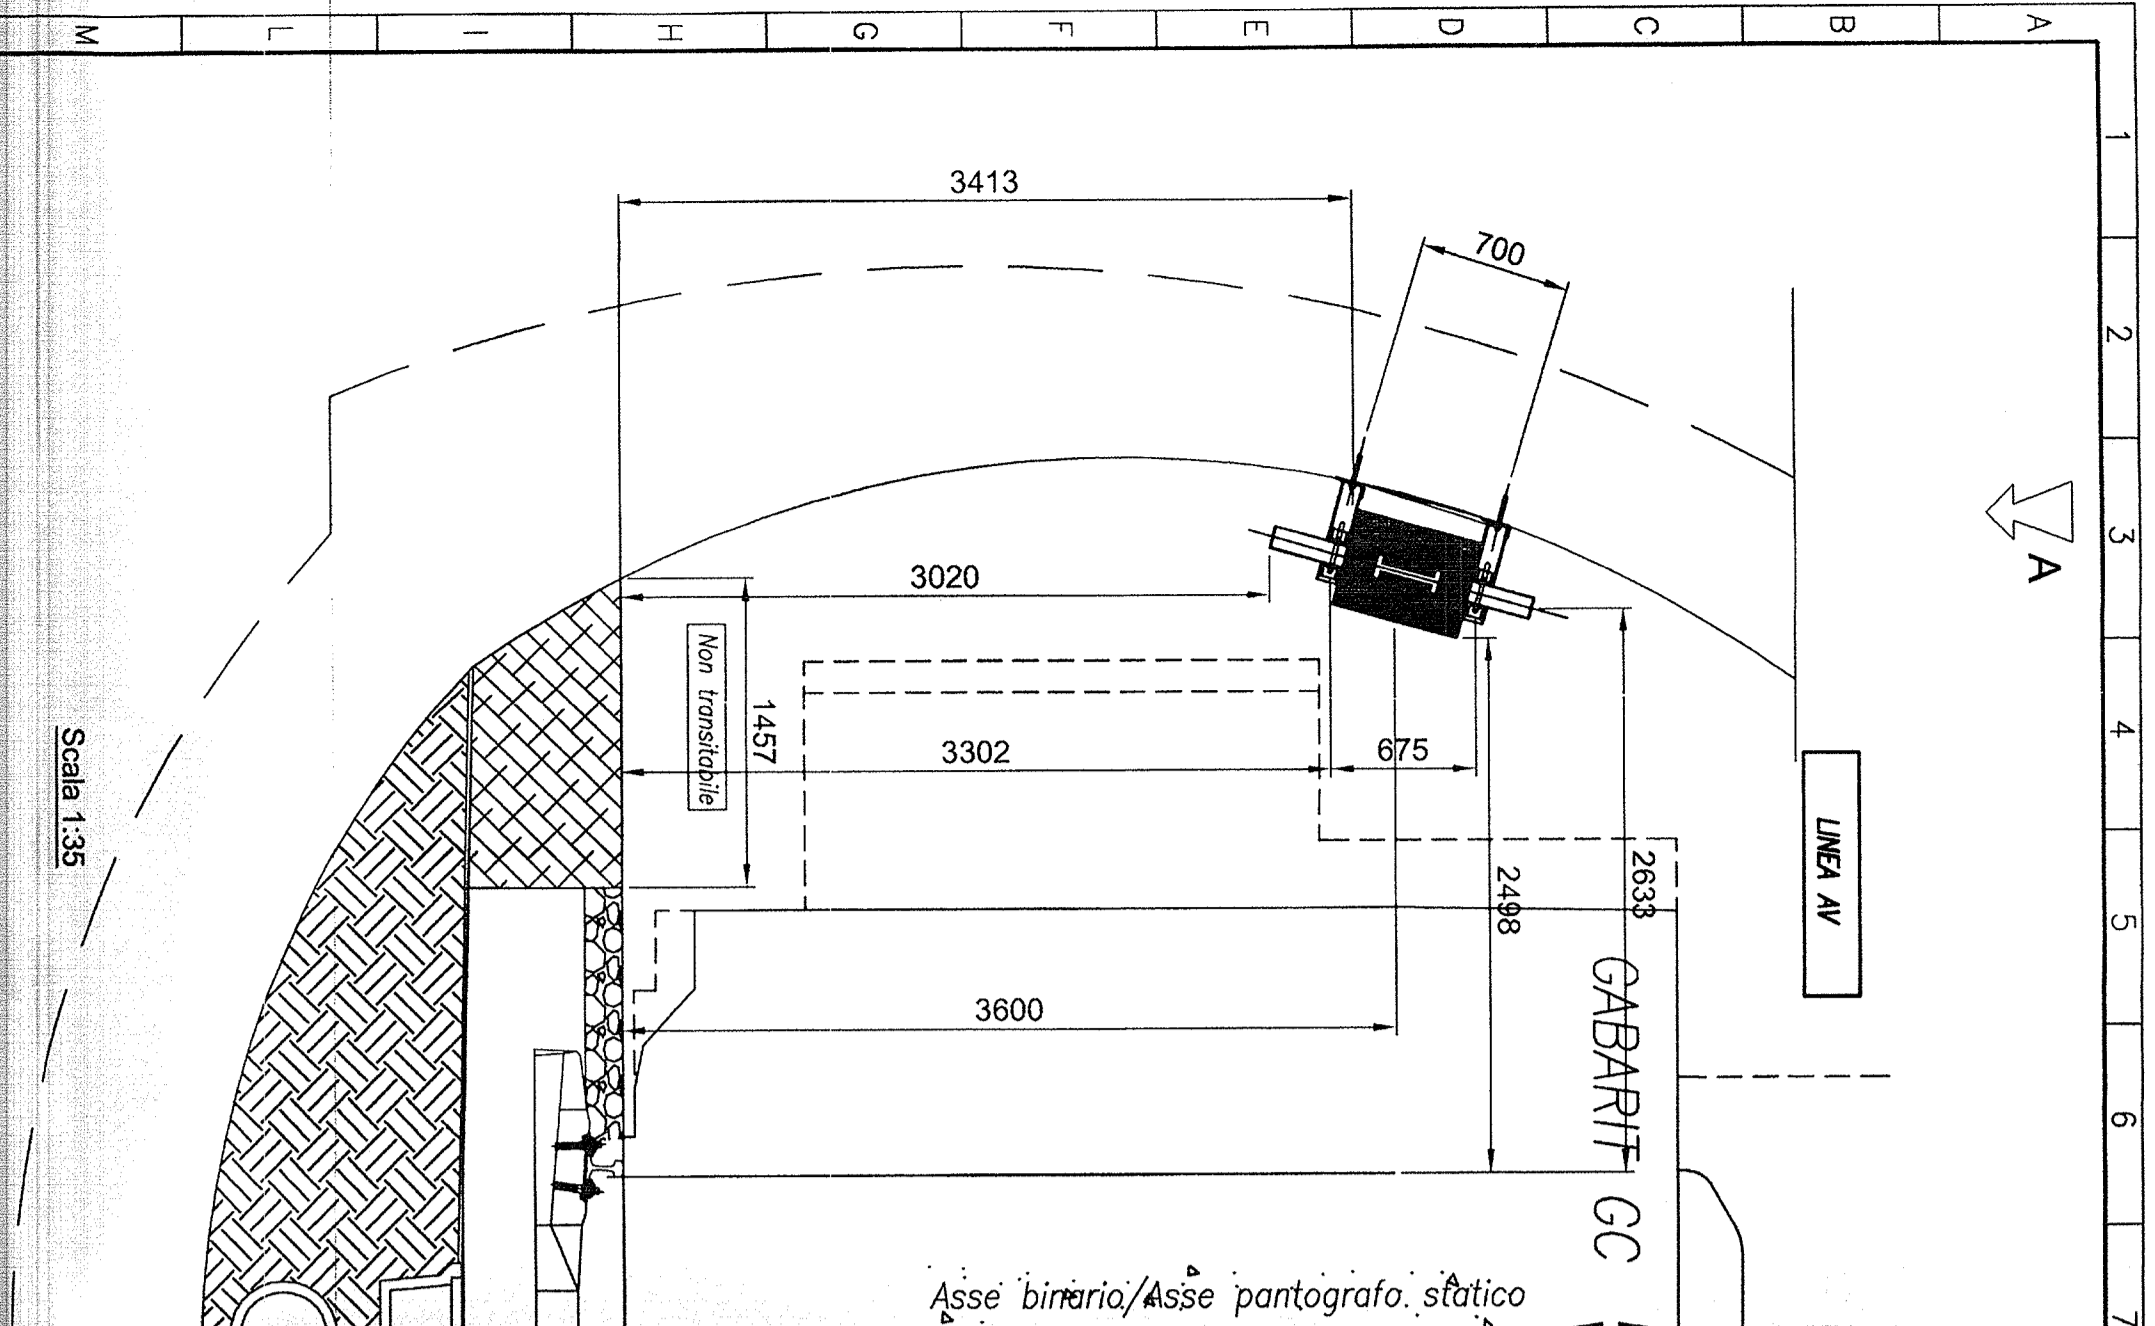 M L I H G F E D C B A
1
2
3
4
5
6
7
3413
700
A
3020
Non transitabile
1457
3302
675
LINEA AV
Scala 1:35
2498
2633
3600
GABARIT GC
Asse binario/Asse pantografo statico